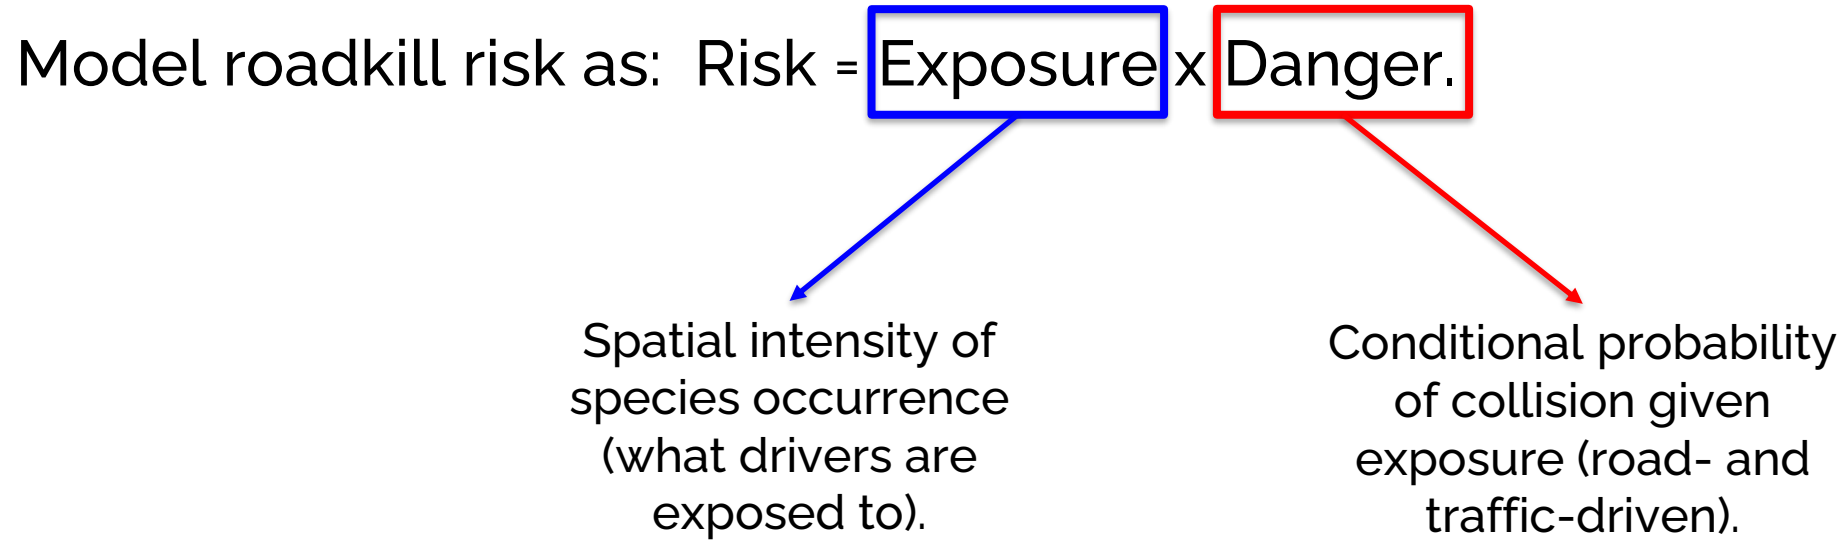 Model roadkill risk as: Risk = Exposure x Danger.
Spatial intensity of
species occurrence
(what drivers are
exposed to).
Conditional probability
of collision given
exposure (road- and
traffic-driven).